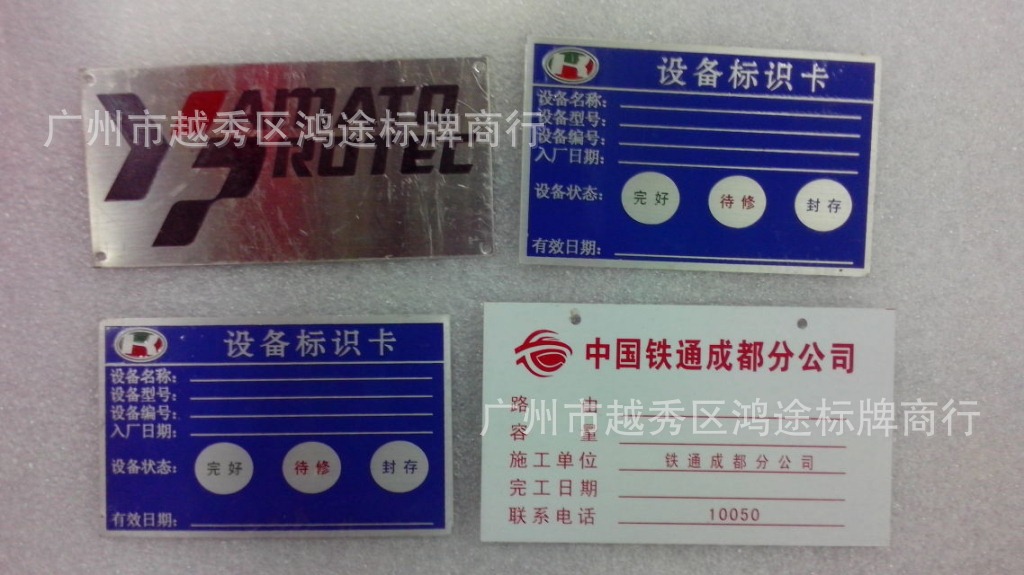 YAMATO
PROTEC
广州市越秀区鸿途标牌商行
设备标识卡
设备名称:
设备型号:
设备编号:
入厂日期:
设备状态: 完好 待修 封存
有效日期:
设备标识卡
设备名称:
设备型号:
设备编号:
入厂日期:
设备状态: 完好 待修 封存
有效日期:
中国铁通成都分公司
路由
广州市越秀区鸿途标牌商行
容量
施工单位 铁通成都分公司
完工日期
联系电话 10050